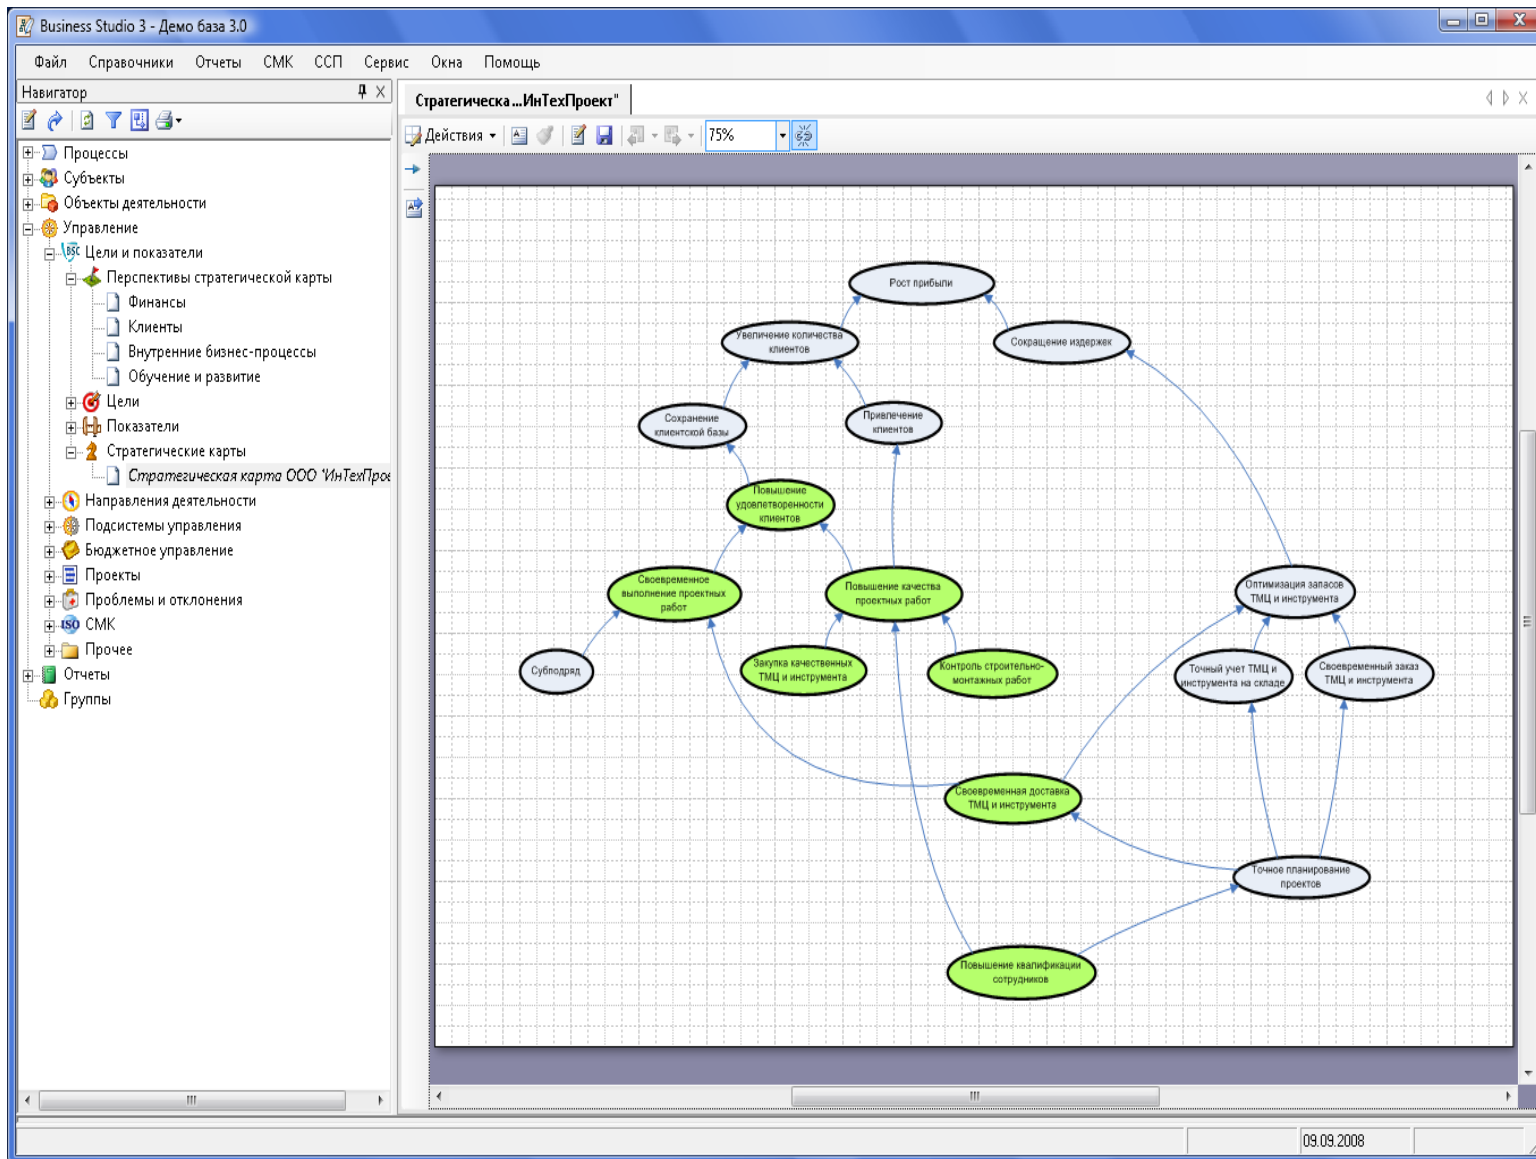 Business Studio 3 - Демо база 3.0
Файл Справочники Отчеты СМК ССП Сервис Окна Помощь
Навигатор
Процессы
Субъекты
Объекты деятельности
Управление
BSC Цели и показатели
Перспективы стратегической карты
Финансы
Клиенты
Внутренние бизнес-процессы
Обучение и развитие
Цели
Показатели
Стратегические карты
Стратегическая карта ООО "ИнТехПрое
Направления деятельности
Подсистемы управления
Бюджетное управление
Проекты
Проблемы и отклонения
ISO СМК
Прочее
Отчеты
Группы
Стратегическа...ИнТехПроект"
Действия 75%
Рост прибыли
Увеличение количества
клиентов
Сокращение издержек
Сохранение
клиентской базы
Привлечение
клиентов
Повышение
удовлетворенности
клиентов
Своевременное
выполнение проектных
работ
Повышение качества
проектных работ
Оптимизация запасов
ТМЦ и инструмента
Субподряд
Закупка качественных
ТМЦ и инструмента
Контроль строительно-
монтажных работ
Точный учет ТМЦ и
инструмента на складе
Своевременный заказ
ТМЦ и инструмента
Своевременная доставка
ТМЦ и инструмента
Точное планирование
проектов
Повышение квалификации
сотрудников
09.09.2008